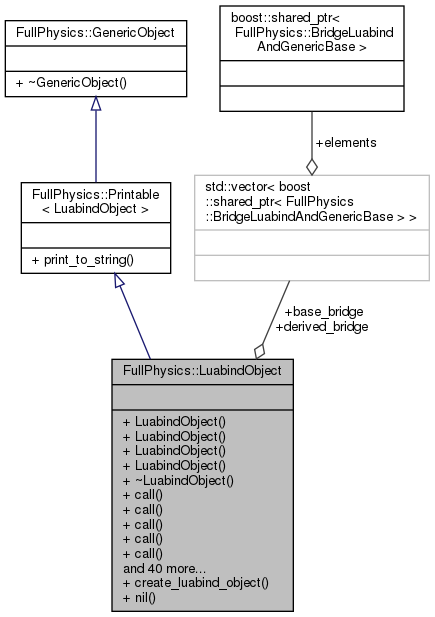 FullPhysics::GenericObject
+ ~GenericObject()
boost::shared_ptr<
FullPhysics::BridgeLuabind
AndGenericBase >
+elements
FullPhysics::Printable
< LuabindObject >
+ print_to_string()
std::vector< boost
::shared_ptr< FullPhysics
::BridgeLuabindAndGenericBase > >
+base_bridge
+derived_bridge
FullPhysics::LuabindObject
+ LuabindObject()
+ LuabindObject()
+ LuabindObject()
+ LuabindObject()
+ ~LuabindObject()
+ call()
+ call()
+ call()
+ call()
+ call()
and 40 more...
+ create_luabind_object()
+ nil()